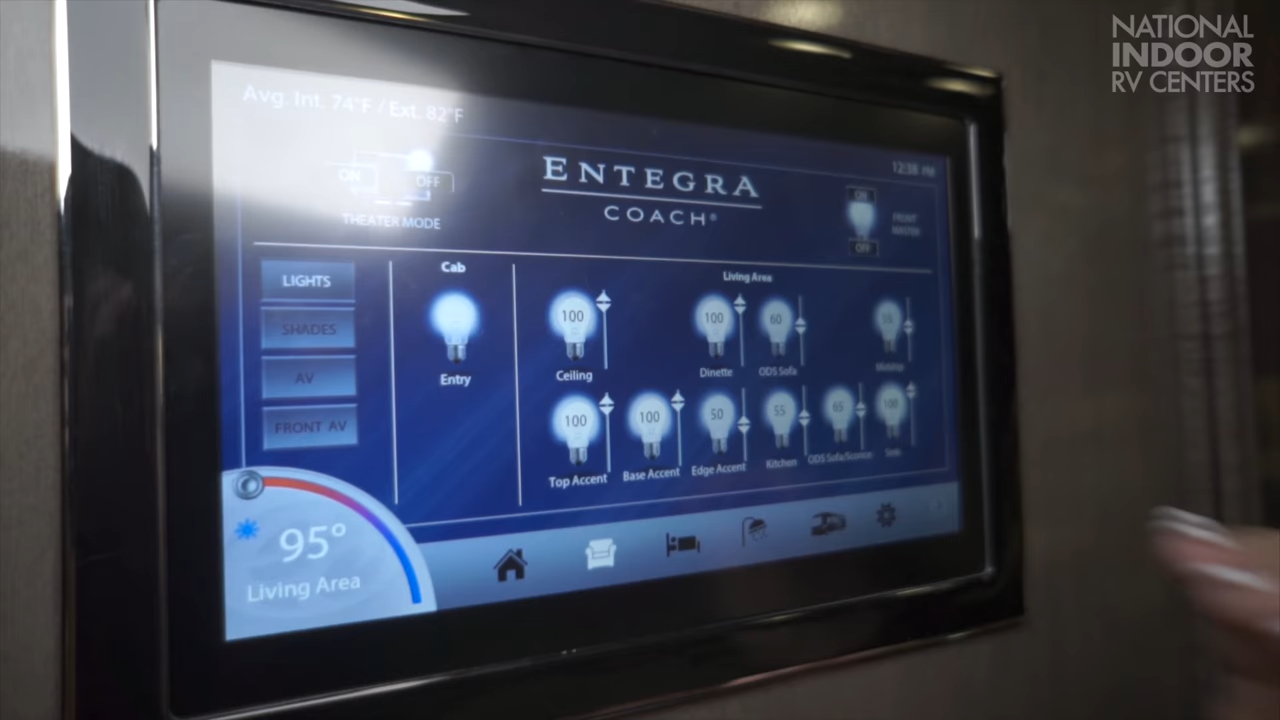 NATIONAL
INDOOR
RV CENTERS
Avg. Int. 74°F / Ext. 82°F
12:38 PM
ON
OFF
THEATER MODE
ENTEGRA
COACH®
ON
OFF
FRONT
MASTER
LIGHTS
SHADES
AV
FRONT AV
Cab
Entry
Living Area
100
Ceiling
100
Dinette
60
ODS Sofa
100
Top Accent
100
Base Accent
50
Edge Accent
55
Kitchen
65
ODS Sofa/Sconce
100
Sink
95°
Living Area